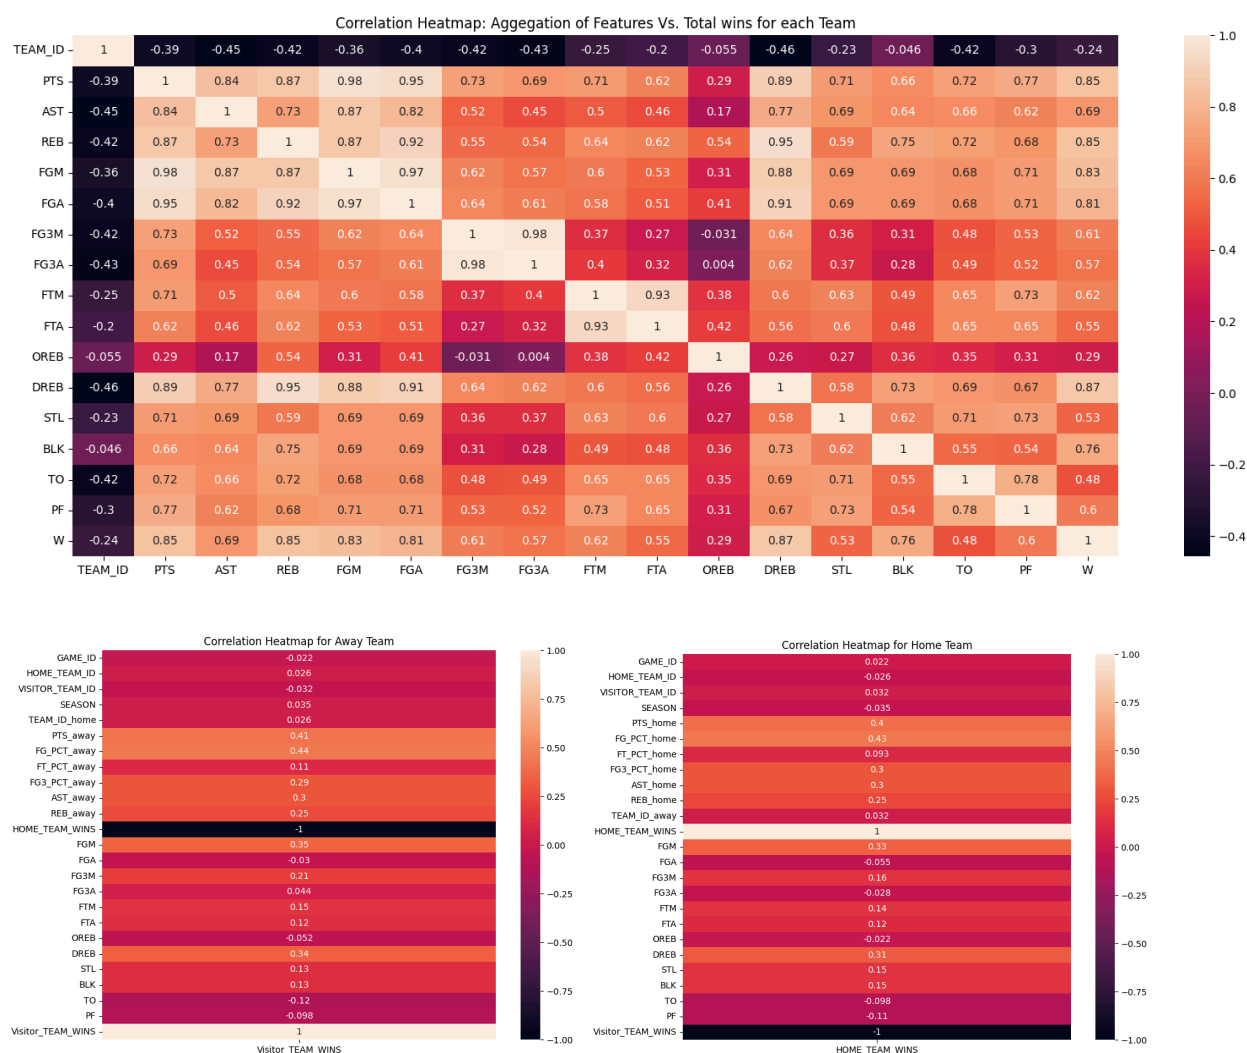 Correlation Heatmap: Aggegation of Features Vs. Total wins for each Team
TEAM_ID 1 -0.39 -0.45 -0.42 -0.36 -0.4 -0.42 -0.43 -0.25 -0.2 -0.055 -0.46 -0.23 -0.046 -0.42 -0.3 -0.24
PTS -0.39 1 0.84 0.87 0.98 0.95 0.73 0.69 0.71 0.62 0.29 0.89 0.71 0.66 0.72 0.77 0.85
AST -0.45 0.84 1 0.73 0.87 0.82 0.52 0.45 0.5 0.46 0.17 0.77 0.69 0.64 0.66 0.62 0.69
REB -0.42 0.87 0.73 1 0.87 0.92 0.55 0.54 0.64 0.62 0.54 0.95 0.59 0.75 0.72 0.68 0.85
FGM -0.36 0.98 0.87 0.87 1 0.97 0.62 0.57 0.6 0.53 0.31 0.88 0.69 0.69 0.68 0.71 0.83
FGA -0.4 0.95 0.82 0.92 0.97 1 0.64 0.61 0.58 0.51 0.41 0.91 0.69 0.69 0.68 0.71 0.81
FG3M -0.42 0.73 0.52 0.55 0.62 0.64 1 0.98 0.37 0.27 -0.031 0.64 0.36 0.31 0.48 0.53 0.61
FG3A -0.43 0.69 0.45 0.54 0.57 0.61 0.98 1 0.4 0.32 0.004 0.62 0.37 0.28 0.49 0.52 0.57
FTM -0.25 0.71 0.5 0.64 0.6 0.58 0.37 0.4 1 0.93 0.38 0.6 0.63 0.49 0.65 0.73 0.62
FTA -0.2 0.62 0.46 0.62 0.53 0.51 0.27 0.32 0.93 1 0.42 0.56 0.6 0.48 0.65 0.65 0.55
OREB -0.055 0.29 0.17 0.54 0.31 0.41 -0.031 0.004 0.38 0.42 1 0.26 0.27 0.36 0.35 0.31 0.29
DREB -0.46 0.89 0.77 0.95 0.88 0.91 0.64 0.62 0.6 0.56 0.26 1 0.58 0.73 0.69 0.67 0.87
STL -0.23 0.71 0.69 0.59 0.69 0.69 0.36 0.37 0.63 0.6 0.27 0.58 1 0.62 0.71 0.73 0.53
BLK -0.046 0.66 0.64 0.75 0.69 0.69 0.31 0.28 0.49 0.48 0.36 0.73 0.62 1 0.55 0.54 0.76
TO -0.42 0.72 0.66 0.72 0.68 0.68 0.48 0.49 0.65 0.65 0.35 0.69 0.71 0.55 1 0.78 0.48
PF -0.3 0.77 0.62 0.68 0.71 0.71 0.53 0.52 0.73 0.65 0.31 0.67 0.73 0.54 0.78 1 0.6
W -0.24 0.85 0.69 0.85 0.83 0.81 0.61 0.57 0.62 0.55 0.29 0.87 0.53 0.76 0.48 0.6 1
TEAM_ID PTS AST REB FGM FGA FG3M FG3A FTM FTA OREB DREB STL BLK TO PF W
1.0
0.8
0.6
0.4
0.2
0.0
−0.2
−0.4
Correlation Heatmap for Away Team
GAME_ID -0.022
HOME_TEAM_ID 0.026
VISITOR_TEAM_ID -0.032
SEASON 0.035
TEAM_ID_home 0.026
PTS_away 0.41
FG_PCT_away 0.44
FT_PCT_away 0.11
FG3_PCT_away 0.29
AST_away 0.3
REB_away 0.25
HOME_TEAM_WINS -1
FGM 0.35
FGA -0.03
FG3M 0.21
FG3A 0.044
FTM 0.15
FTA 0.12
OREB -0.052
DREB 0.34
STL 0.13
BLK 0.13
TO -0.12
PF -0.098
Visitor_TEAM_WINS 1
Visitor_TEAM_WINS
1.00
0.75
0.50
0.25
0.00
−0.25
−0.50
−0.75
−1.00
Correlation Heatmap for Home Team
GAME_ID 0.022
HOME_TEAM_ID -0.026
VISITOR_TEAM_ID 0.032
SEASON -0.035
PTS_home 0.4
FG_PCT_home 0.43
FT_PCT_home 0.093
FG3_PCT_home 0.3
AST_home 0.3
REB_home 0.25
TEAM_ID_away 0.032
HOME_TEAM_WINS 1
FGM 0.33
FGA -0.055
FG3M 0.16
FG3A -0.028
FTM 0.14
FTA 0.12
OREB -0.022
DREB 0.31
STL 0.15
BLK 0.15
TO -0.098
PF -0.11
Visitor_TEAM_WINS -1
HOME_TEAM_WINS
1.00
0.75
0.50
0.25
0.00
−0.25
−0.50
−0.75
−1.00